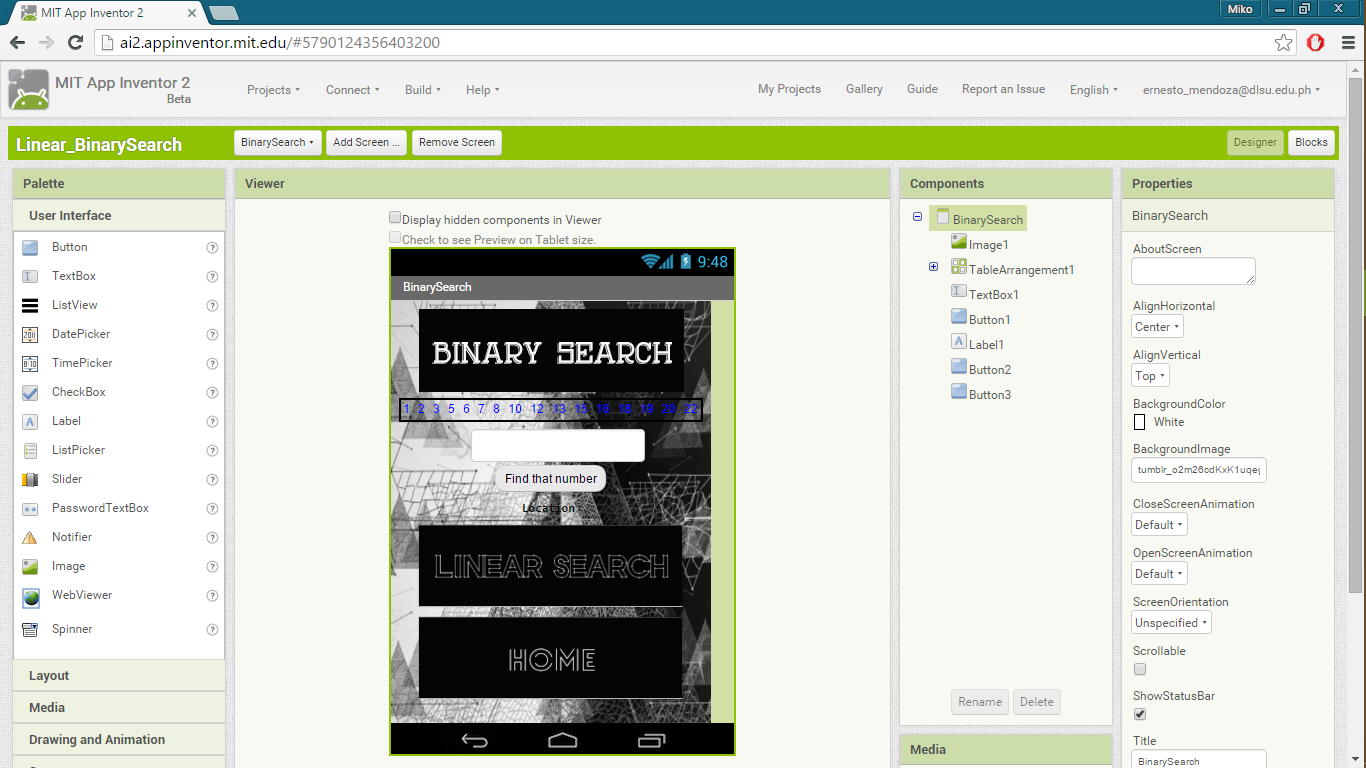 MIT App Inventor 2
Miko
ai2.appinventor.mit.edu/#5790124356403200
MIT App Inventor 2
Beta
Projects Connect Build Help My Projects Gallery Guide Report an Issue English ernesto_mendoza@dlsu.edu.ph
Linear_BinarySearch BinarySearch Add Screen ... Remove Screen Designer Blocks
Palette
User Interface
Button ?
TextBox ?
ListView ?
DatePicker ?
TimePicker ?
CheckBox ?
Label ?
ListPicker ?
Slider ?
PasswordTextBox ?
Notifier ?
Image ?
WebViewer ?
Spinner ?
Layout
Media
Drawing and Animation
Viewer
Display hidden components in Viewer
Check to see Preview on Tablet size.
9:48
BinarySearch
BINARY SEARCH
1 2 3 5 6 7 8 10 12 13 15 16 18 19 20 22
Find that number
Location
LINEAR SEARCH
HOME
Components
BinarySearch
Image1
TableArrangement1
TextBox1
Button1
A Label1
Button2
Button3
Rename Delete
Media
Properties
BinarySearch
AboutScreen
AlignHorizontal
Center
AlignVertical
Top
BackgroundColor
White
BackgroundImage
tumblr_o2m26cdKxK1uqeg
CloseScreenAnimation
Default
OpenScreenAnimation
Default
ScreenOrientation
Unspecified
Scrollable
ShowStatusBar
Title
BinarySearch